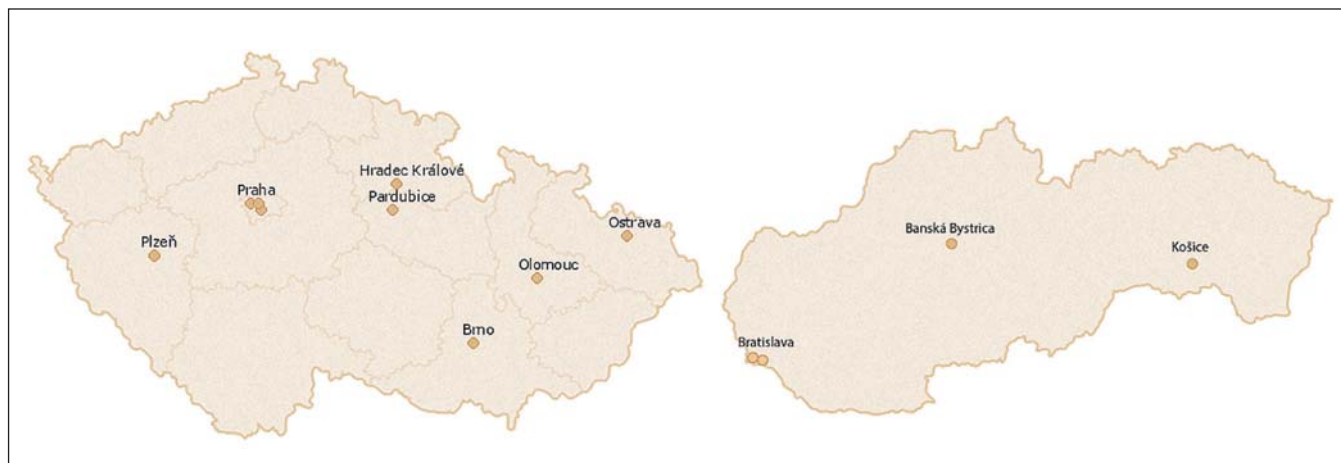 Hradec Králové
Praha
Pardubice
Plzeň
Ostrava
Olomouc
Brno
Banská Bystrica
Košice
Bratislava